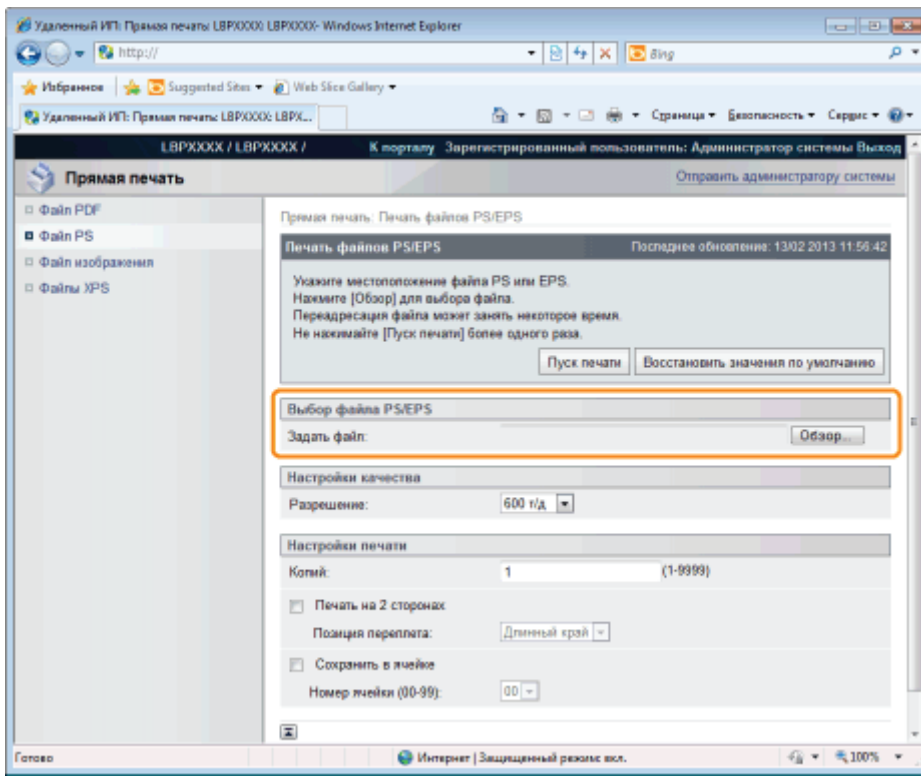 Удаленный ИП: Прямая печать: LBPXXXX: LBPXXXX- Windows Internet Explorer
http://
Bing
Избранное Suggested Sites Web Slice Gallery
Удаленный ИП: Прямая печать: LBPXXXX: LBPX...
Страница Безопасность Сервис
LBPXXXX / LBPXXXX / К порталу Зарегистрированный пользователь: Администратор системы Выход
Прямая печать Отправить администратору системы
Файл PDF
Файл PS
Файл изображения
Файлы XPS
Прямая печать: Печать файлов PS/EPS
Печать файлов PS/EPS Последнее обновление: 13/02 2013 11:56:42
Укажите местоположение файла PS или EPS.
Нажмите [Обзор] для выбора файла.
Переадресация файла может занять некоторое время.
Не нажимайте [Пуск печати] более одного раза.
Пуск печати Восстановить значения по умолчанию
Выбор файла PS/EPS
Задать файл: Обзор...
Настройки качества
Разрешение: 600 т/д
Настройки печати
Копий: 1 (1-9999)
Печать на 2 сторонах
Позиция переплета: Длинный край
Сохранить в ячейке
Номер ячейки (00-99): 00
Готово Интернет | Защищенный режим: вкл. 100%